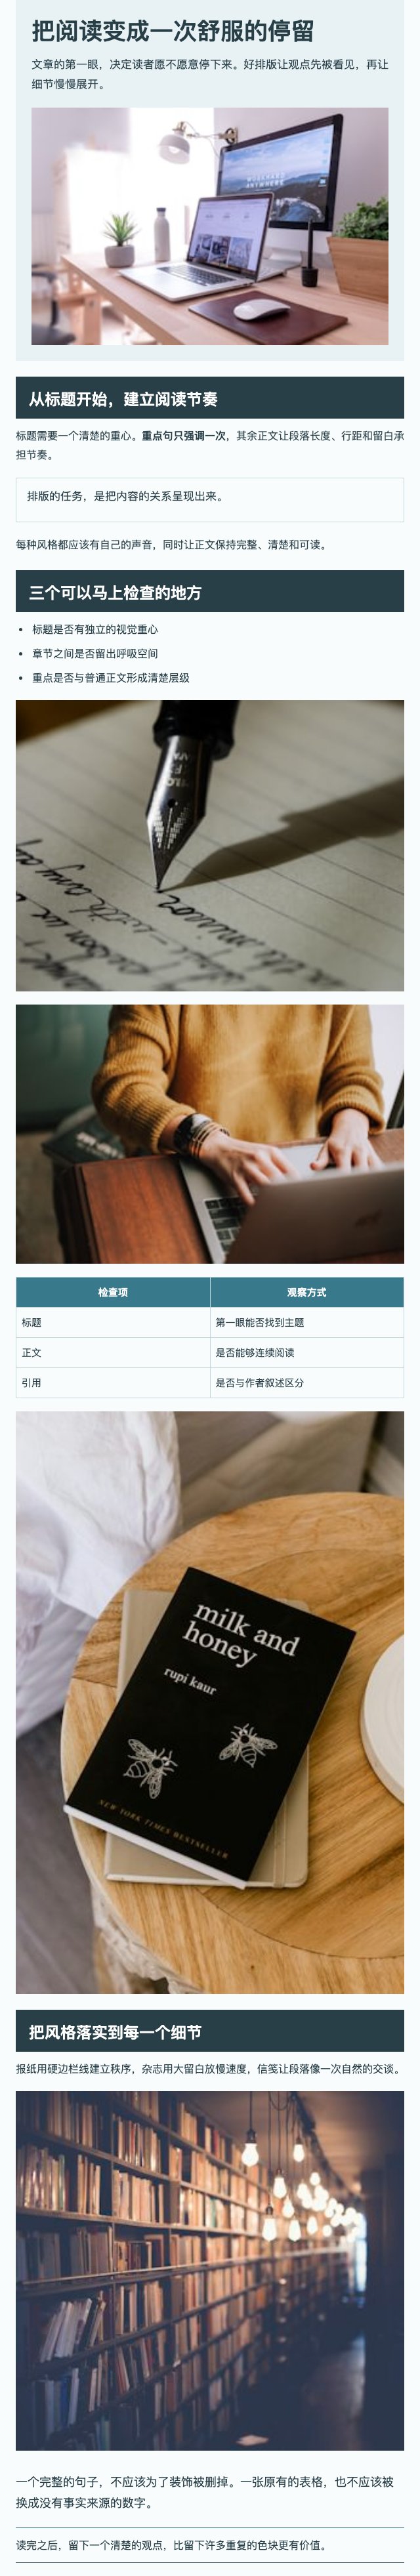 把阅读变成一次舒服的停留
文章的第一眼，决定读者愿不愿意停下来。好排版让观点先被看见，再让
细节慢慢展开。
从标题开始，建立阅读节奏
标题需要一个清楚的重心。重点句只强调一次，其余正文让段落长度、行距和留白承
担节奏。
排版的任务，是把内容的关系呈现出来。
每种风格都应该有自己的声音，同时让正文保持完整、清楚和可读。
三个可以马上检查的地方
• 标题是否有独立的视觉重心
• 章节之间是否留出呼吸空间
• 重点是否与普通正文形成清楚层级
检查项 观察方式
标题 第一眼能否找到主题
正文 是否能够连续阅读
引用 是否与作者叙述区分
milk and
honey
rupi kaur
NEW YORK TIMES BESTSELLER
把风格落实到每一个细节
报纸用硬边栏线建立秩序，杂志用大留白放慢速度，信笺让段落像一次自然的交谈。
一个完整的句子，不应该为了装饰被删掉。一张原有的表格，也不应该被
换成没有事实来源的数字。
读完之后，留下一个清楚的观点，比留下许多重复的色块更有价值。